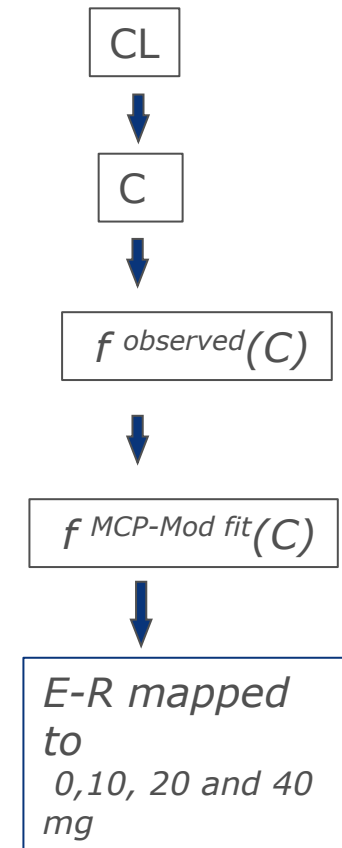 CL
C
f observed(C)
f MCP-Mod fit(C)
E-R mapped
to
0,10, 20 and 40
mg